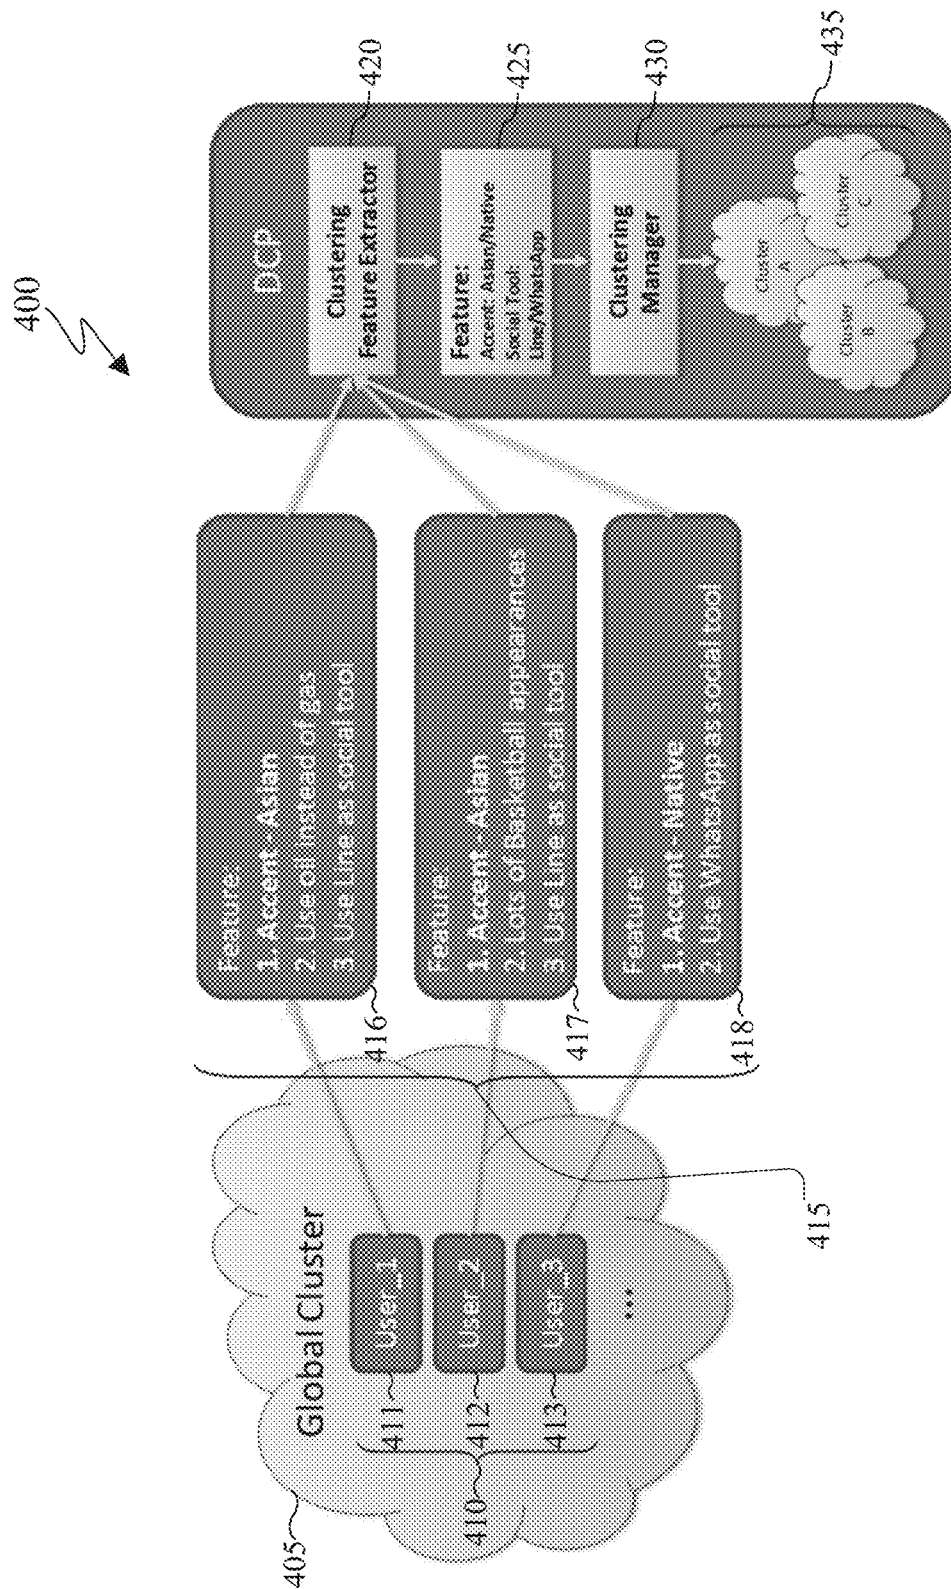 400
405
Global Cluster
410
411
User_1
412
User_2
413
User_3
...
415
416
Feature:
1. Accent - Asian
2. Use oil instead of gas
3. Use Line as social tool
417
Feature:
1. Accent - Asian
2. Lots of Basketball appearances
3. Use Line as social tool
418
Feature:
1. Accent - Native
2. Use WhatsApp as social tool
DCP
Clustering
Feature Extractor
420
Feature:
Accent: Asian/Native
Social Tool:
Line/WhatsApp
425
Clustering
Manager
430
Cluster
A
Cluster
B
Cluster
C
435